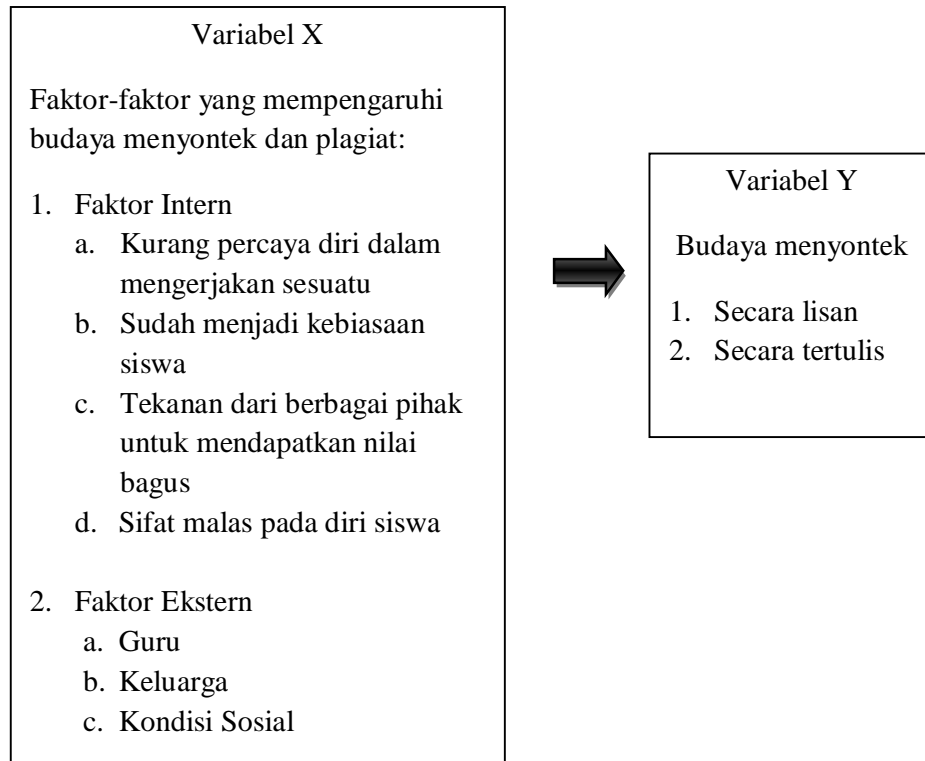 Variabel X
Faktor-faktor yang mempengaruhi
budaya menyontek dan plagiat:
1. Faktor Intern
a. Kurang percaya diri dalam
mengerjakan sesuatu
b. Sudah menjadi kebiasaan
siswa
c. Tekanan dari berbagai pihak
untuk mendapatkan nilai
bagus
d. Sifat malas pada diri siswa
2. Faktor Ekstern
a. Guru
b. Keluarga
c. Kondisi Sosial
Variabel Y
Budaya menyontek
1. Secara lisan
2. Secara tertulis